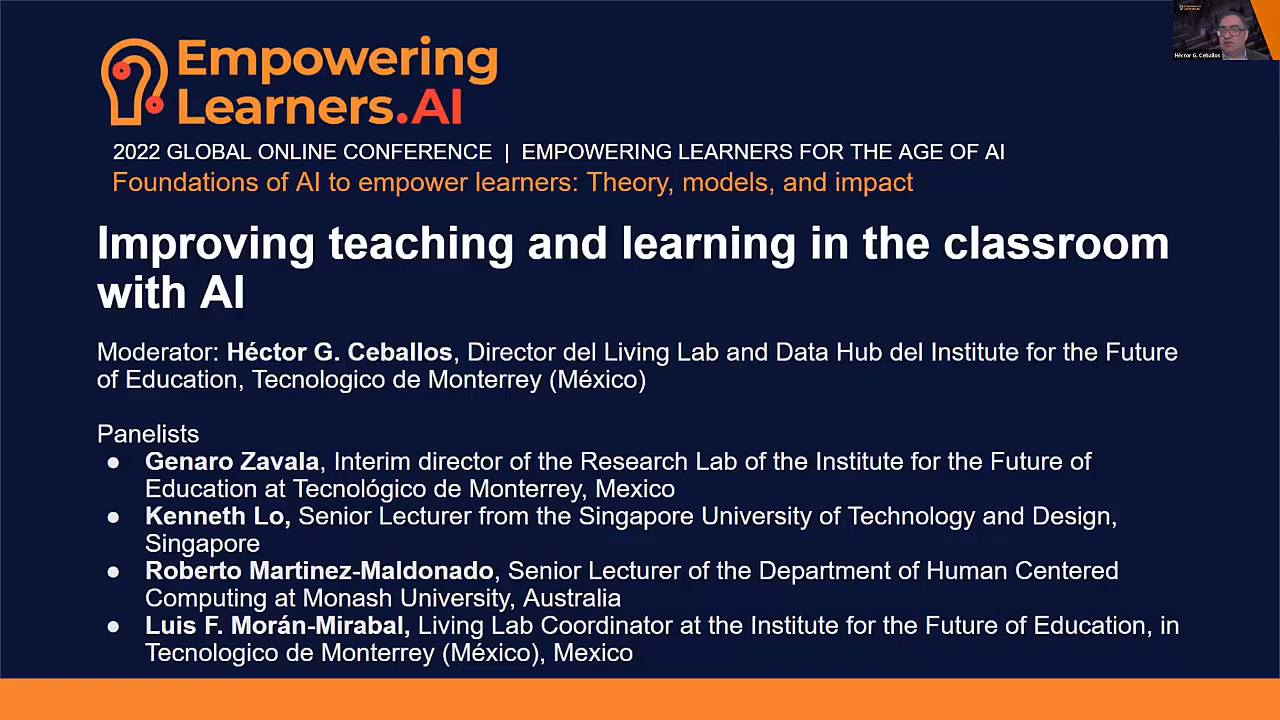 Empowering
Learners.AI
2022 GLOBAL ONLINE CONFERENCE | EMPOWERING LEARNERS FOR THE AGE OF AI
Foundations of AI to empower learners: Theory, models, and impact
Improving teaching and learning in the classroom
with AI
Moderator: Héctor G. Ceballos, Director del Living Lab and Data Hub del Institute for the Future
of Education, Tecnologico de Monterrey (México)
Panelists
● Genaro Zavala, Interim director of the Research Lab of the Institute for the Future of
Education at Tecnológico de Monterrey, Mexico
● Kenneth Lo, Senior Lecturer from the Singapore University of Technology and Design,
Singapore
● Roberto Martinez-Maldonado, Senior Lecturer of the Department of Human Centered
Computing at Monash University, Australia
● Luis F. Morán-Mirabal, Living Lab Coordinator at the Institute for the Future of Education, in
Tecnologico de Monterrey (México), Mexico
Héctor G. Ceballos